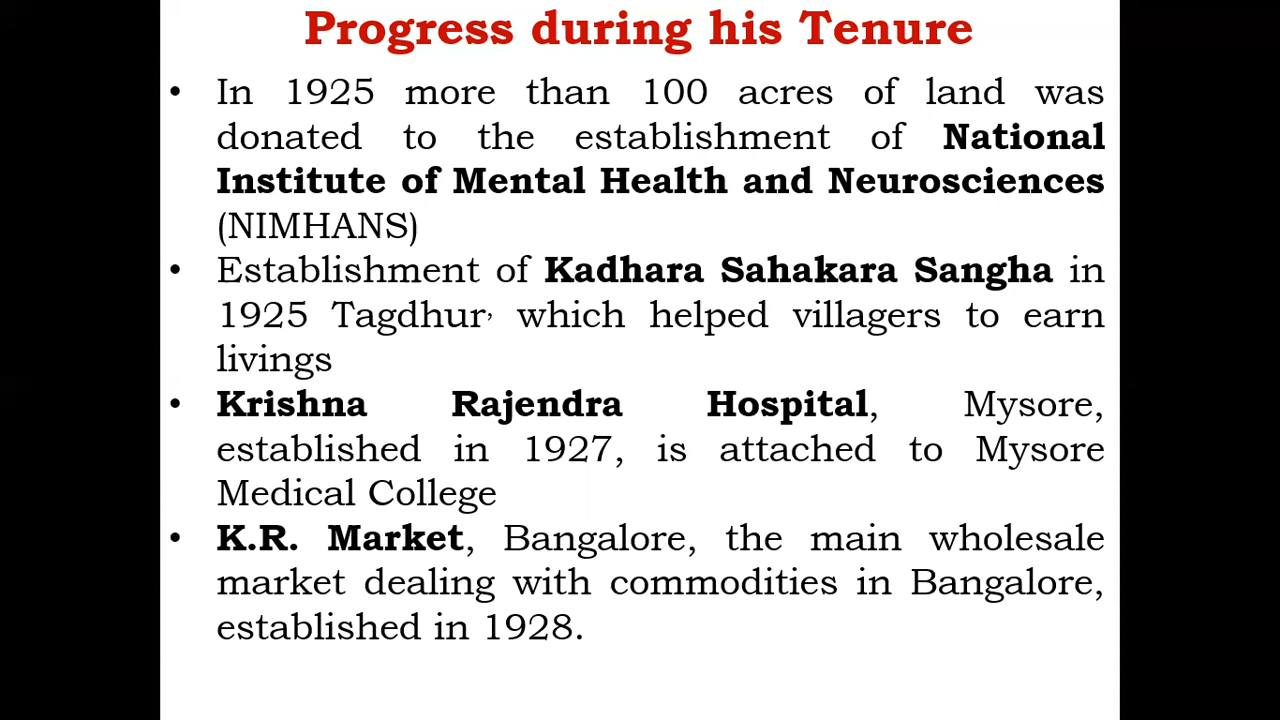 Progress during his Tenure
• In 1925 more than 100 acres of land was
donated to the establishment of National
Institute of Mental Health and Neurosciences
(NIMHANS)
• Establishment of Kadhara Sahakara Sangha in
1925 Tagdhur, which helped villagers to earn
livings
• Krishna Rajendra Hospital, Mysore,
established in 1927, is attached to Mysore
Medical College
• K.R. Market, Bangalore, the main wholesale
market dealing with commodities in Bangalore,
established in 1928.